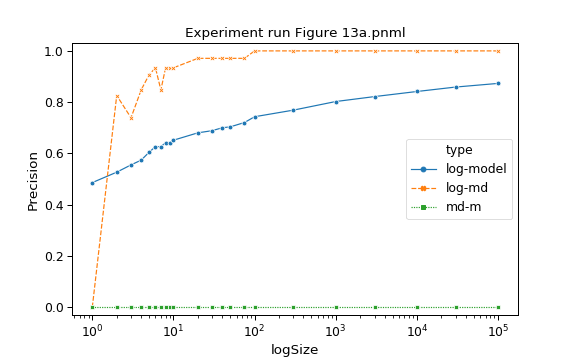 Experiment run Figure 13a.pnml
Precision
1.0
0.8
0.6
0.4
0.2
0.0
type
log-model
log-md
md-m
10⁰ 10¹ 10² 10³ 10⁴ 10⁵
logSize